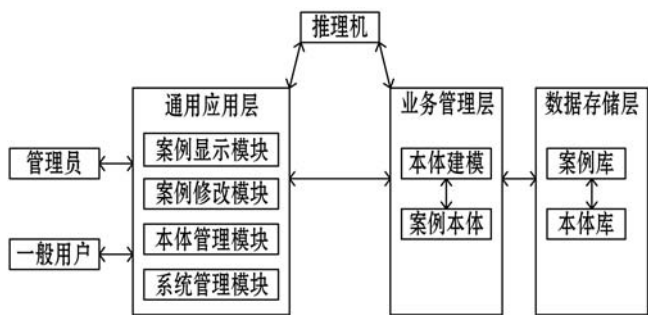 推理机
通用应用层
业务管理层
数据存储层
管理员
一般用户
案例显示模块
案例修改模块
本体管理模块
系统管理模块
本体建模
案例本体
案例库
本体库